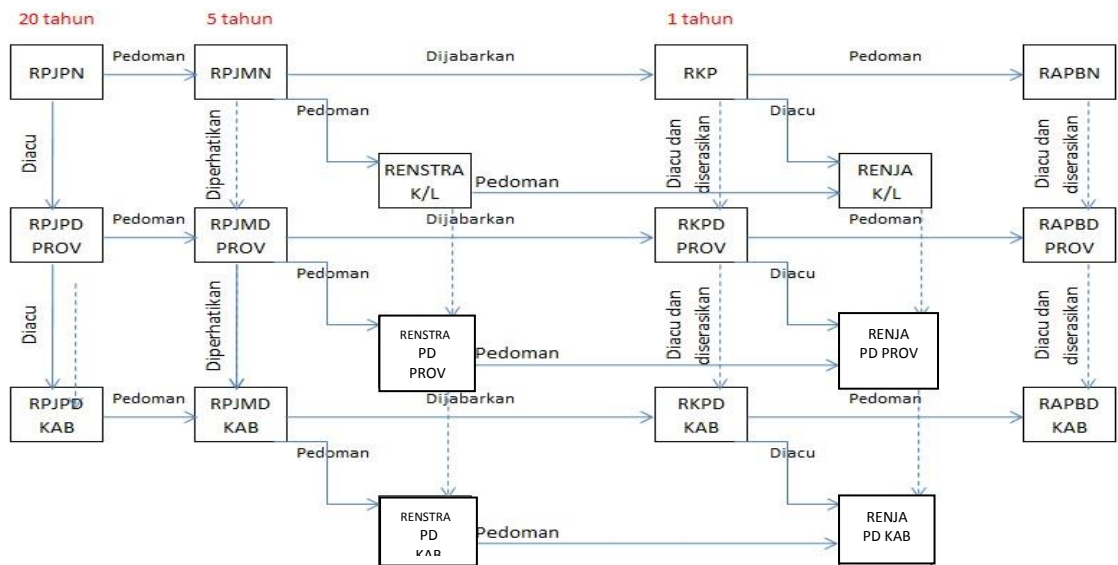 20 tahun
5 tahun
1 tahun
RPJPN
Pedoman
RPJMN
Dijabarkan
RKP
Pedoman
RAPBN
Diacu
Diperhatikan
Pedoman
RENSTRA
K/L
Pedoman
Diacu dan
diserasikan
Diacu
RENJA
K/L
Diacu dan
diserasikan
RPJPD
PROV
Pedoman
RPJMD
PROV
Dijabarkan
RKPD
PROV
Pedoman
RAPBD
PROV
Diacu
Diperhatikan
Pedoman
RENSTRA
PD
PROV
Pedoman
Diacu dan
diserasikan
Diacu
RENJA
PD PROV
Diacu dan
diserasikan
RPJPD
KAB
Pedoman
RPJMD
KAB
Dijabarkan
RKPD
KAB
Pedoman
RAPBD
KAB
Pedoman
RENSTRA
PD
KAB
Pedoman
Diacu
RENJA
PD KAB